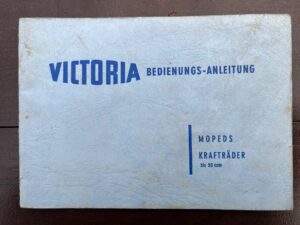 VICTORIA BEDIENUNGS-ANLEITUNG
MOPEDS
KRAFTRÄDER
bis 50 ccm